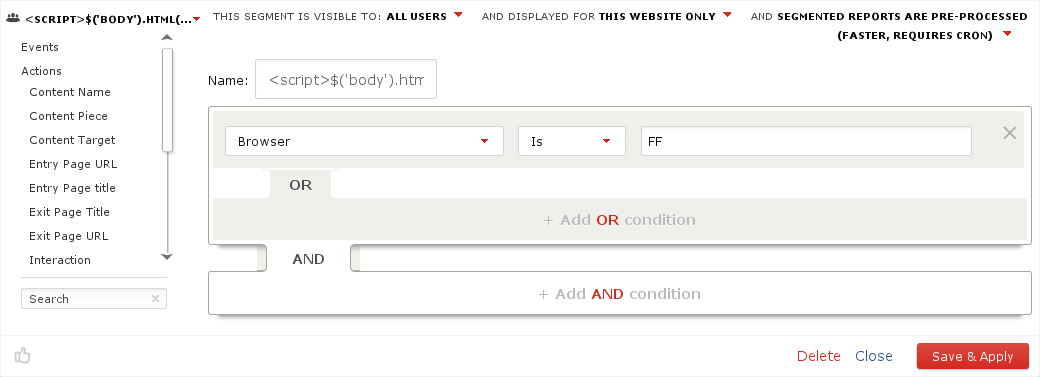 <SCRIPT>$('BODY').HTML(... THIS SEGMENT IS VISIBLE TO: ALL USERS AND DISPLAYED FOR THIS WEBSITE ONLY AND SEGMENTED REPORTS ARE PRE-PROCESSED
(FASTER, REQUIRES CRON)
Events
Actions
Content Name
Content Piece
Content Target
Entry Page URL
Entry Page title
Exit Page Title
Exit Page URL
Interaction
Search
Name: <script>$('body').htm
Browser Is FF
OR
+ Add OR condition
AND
+ Add AND condition
Delete Close Save & Apply